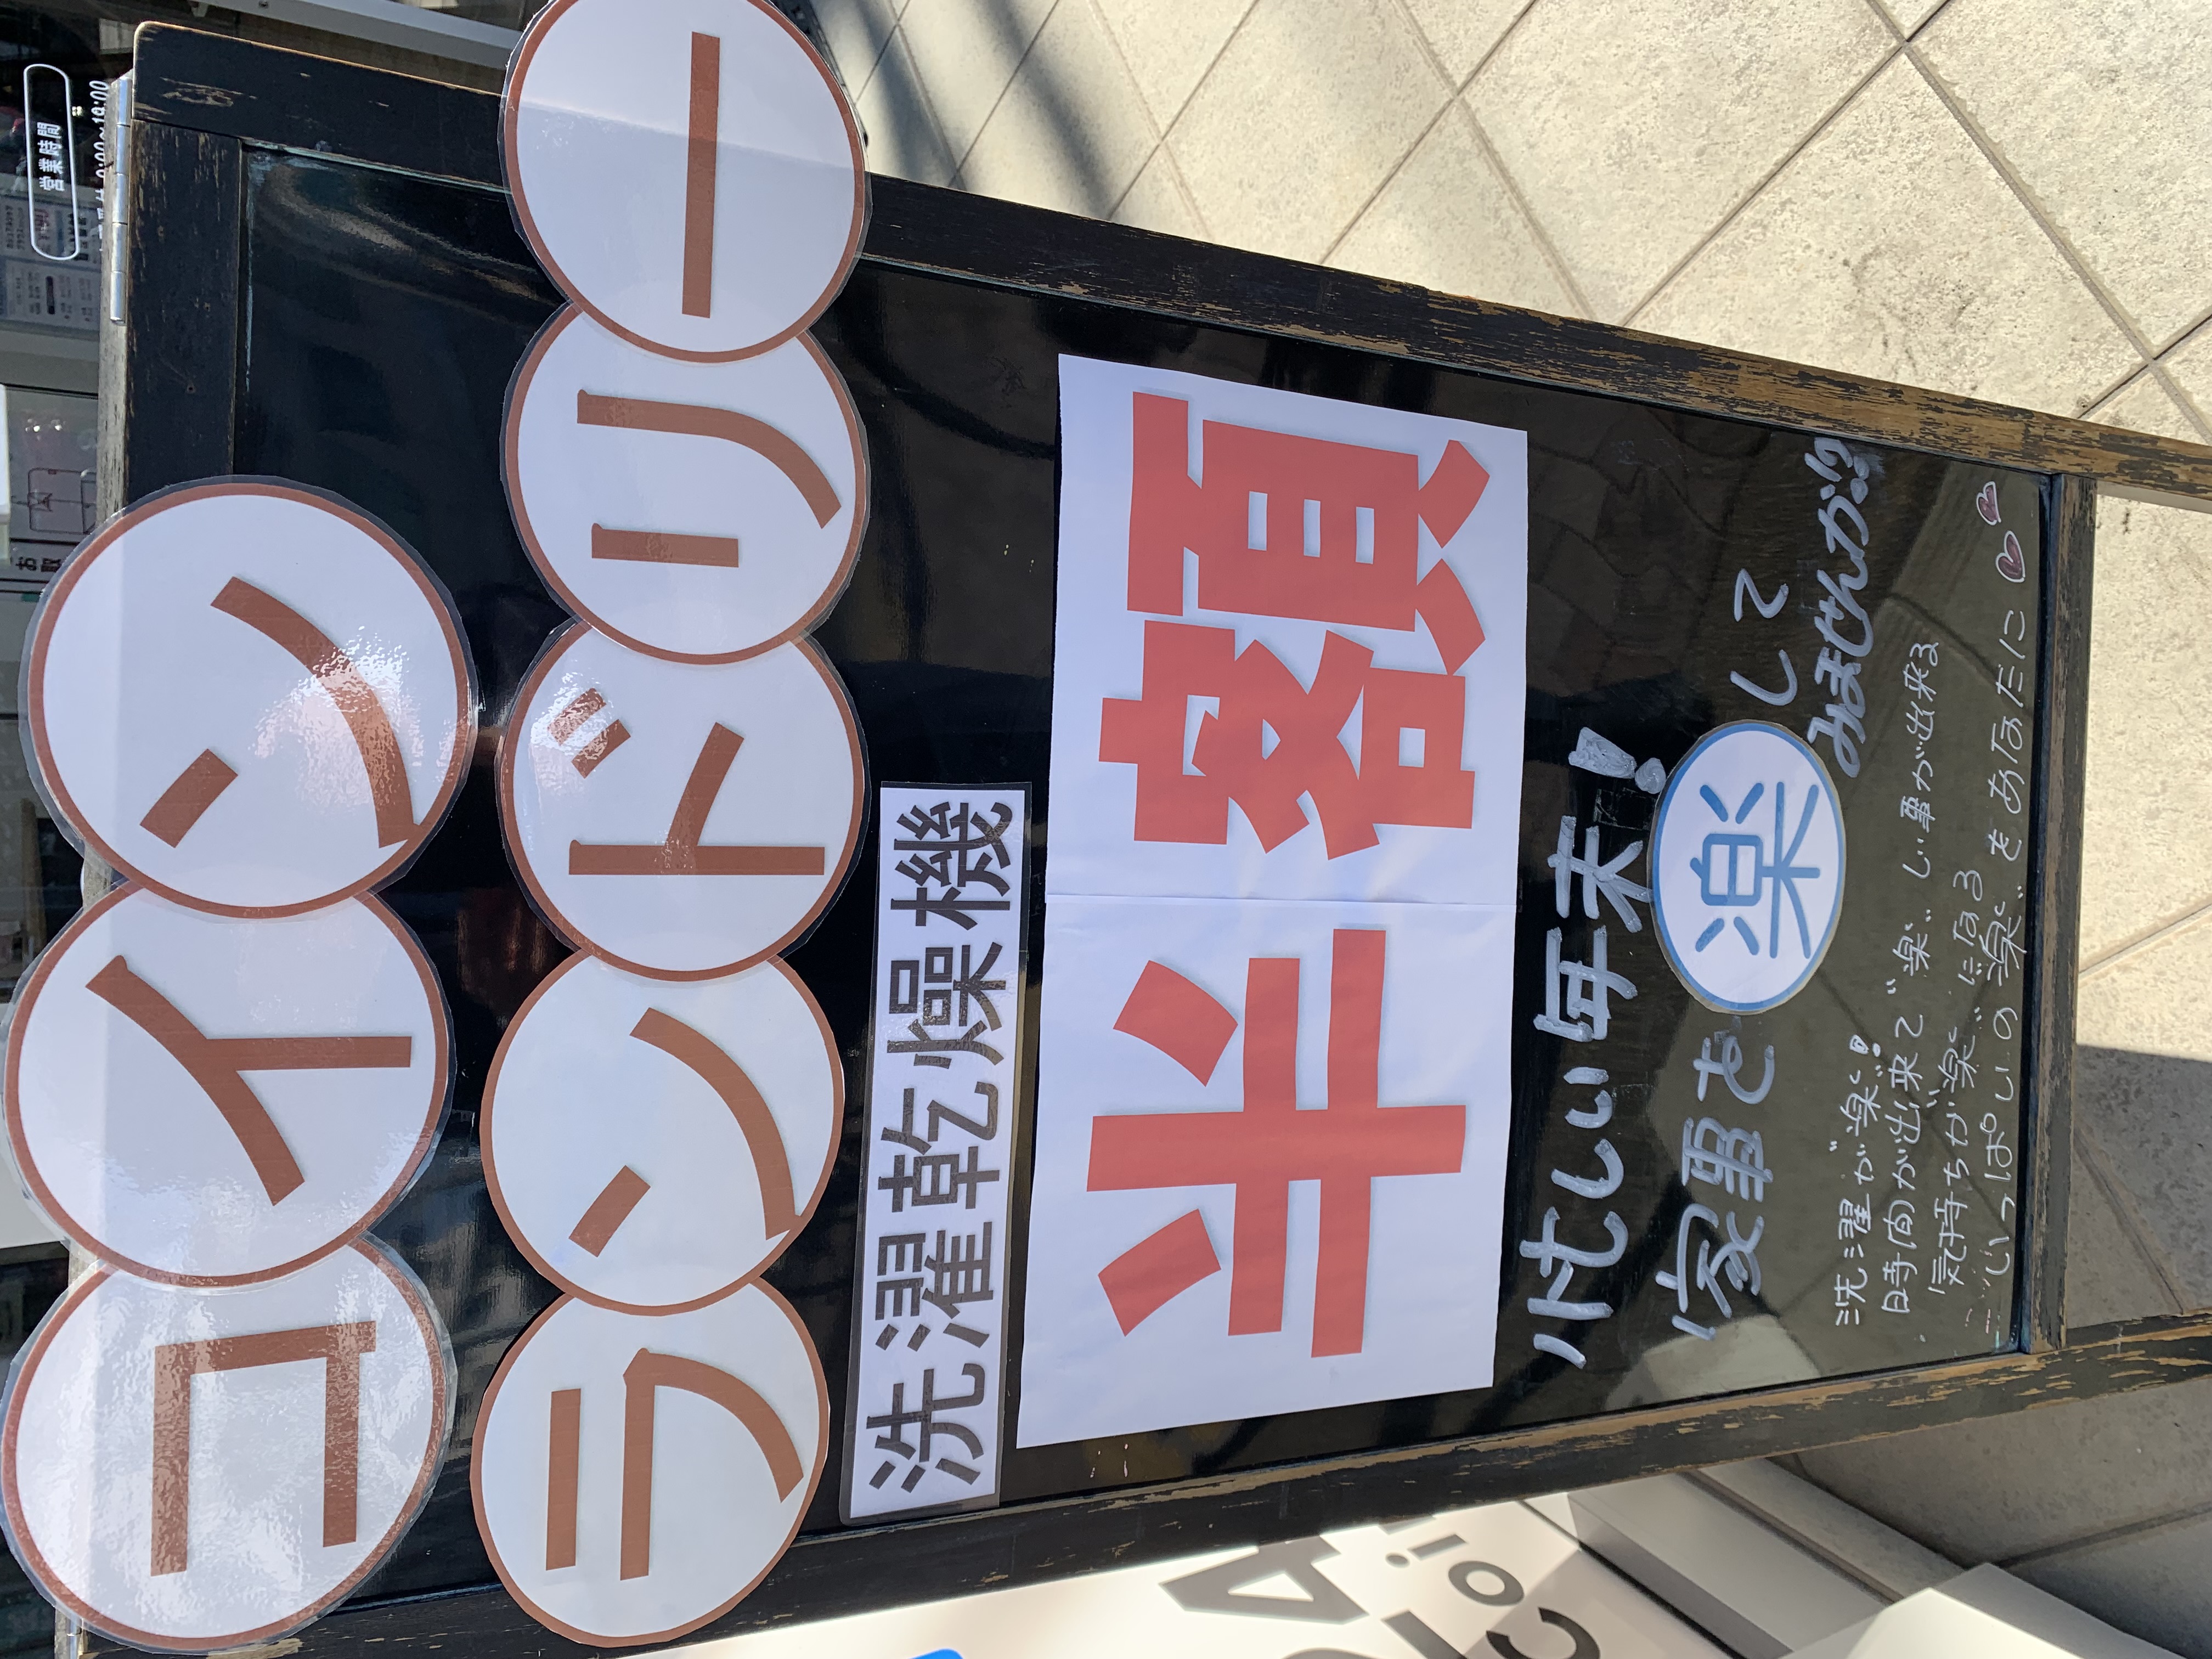 営業時間
コイン
ランドリー
洗濯乾燥機
半額
忙しい年末!
家事を楽して
みませんか♪
洗濯が"楽"!
時間が出来て"楽"しい事が出来る
気持ちが"楽"になる
…いっぱいの"楽"をあなたに